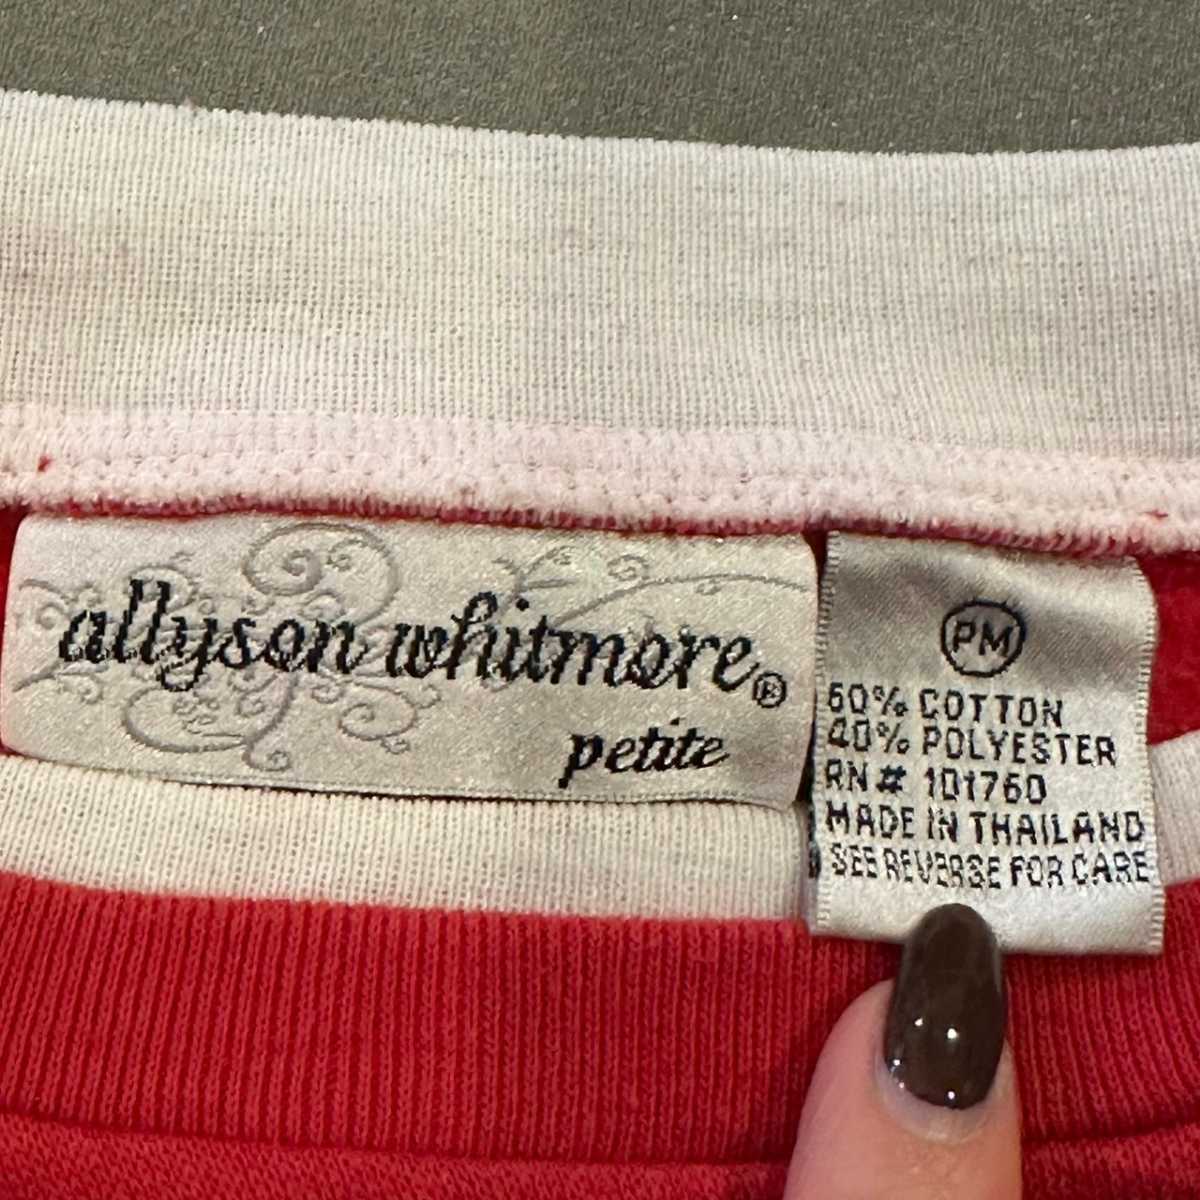 allyson whitmore®
petite
PM
60% COTTON
40% POLYESTER
RN# 101760
MADE IN THAILAND
SEE REVERSE FOR CARE